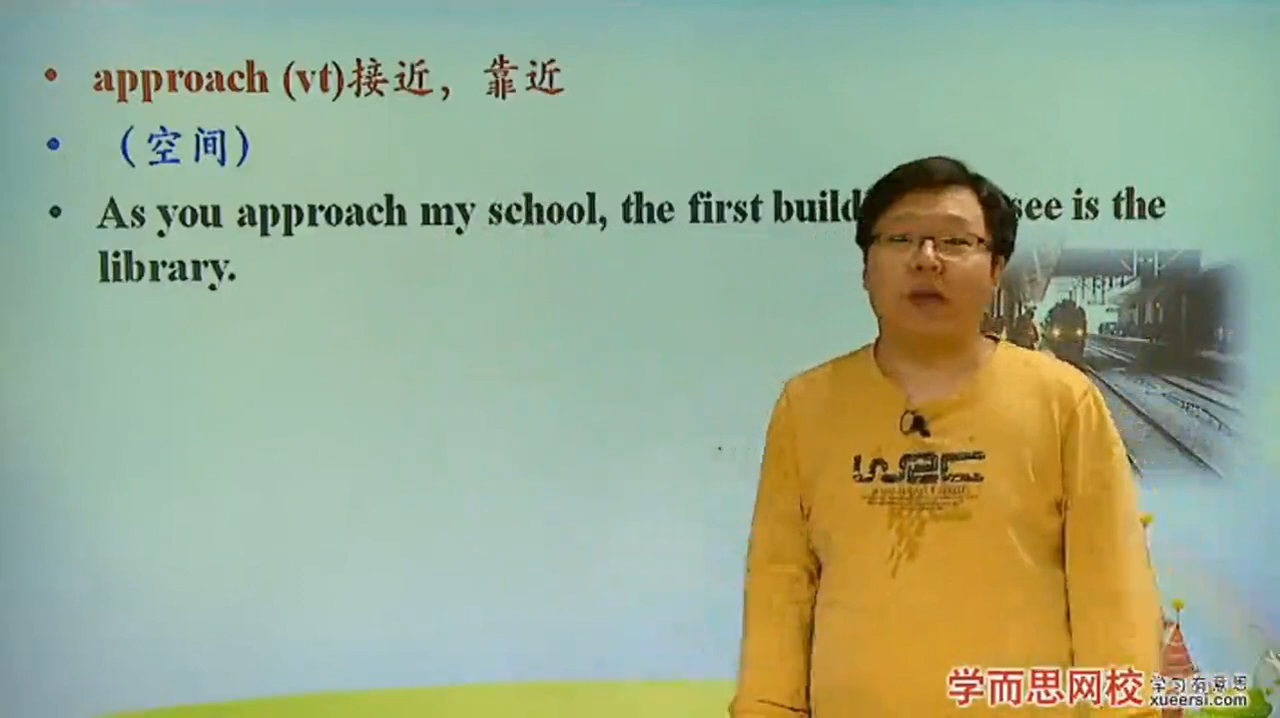 approach (vt)接近，靠近
（空间）
As you approach my school, the first build see is the
library.
学而思网校 学习有意思
xueersi.com